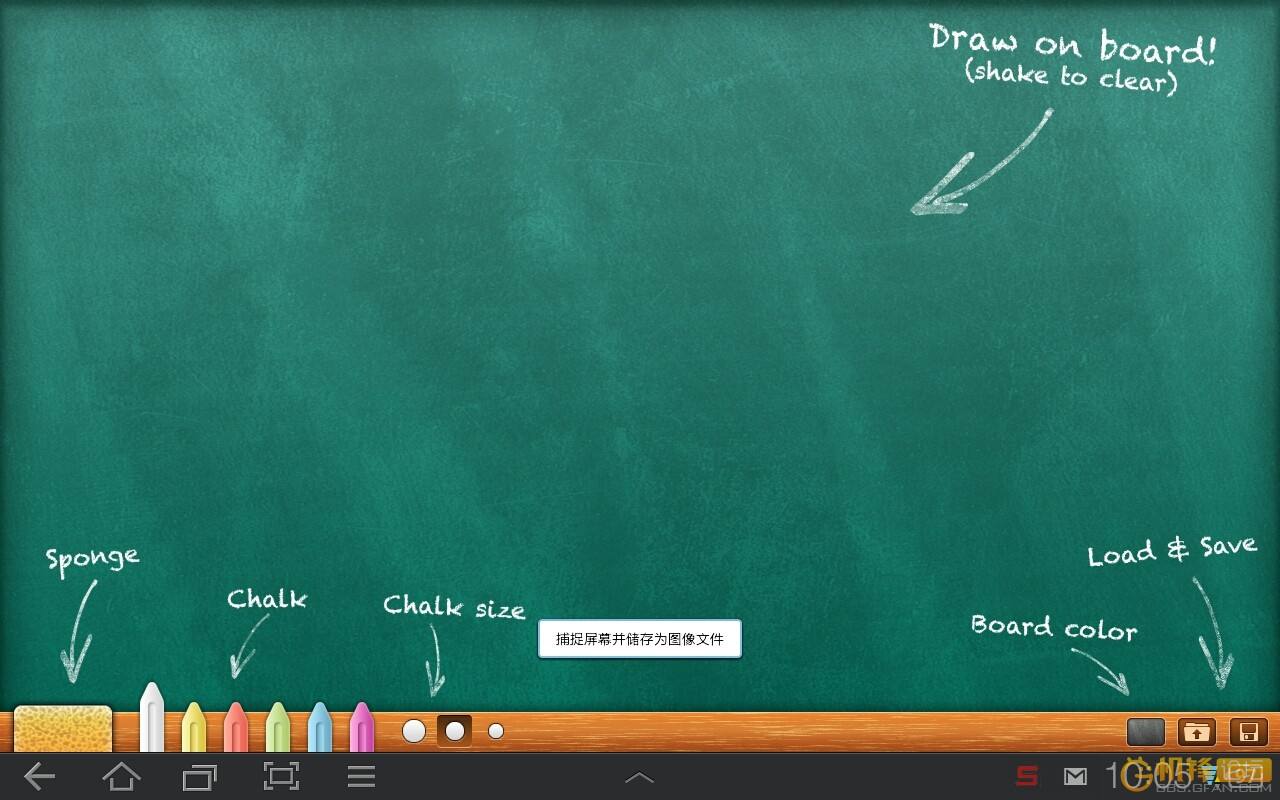 Draw on board!
(shake to clear)
Sponge
Chalk
Chalk size
Load & Save
Board color
捕捉屏幕并储存为图像文件
S
10:05
机锋论坛
BBS.GFAN.COM